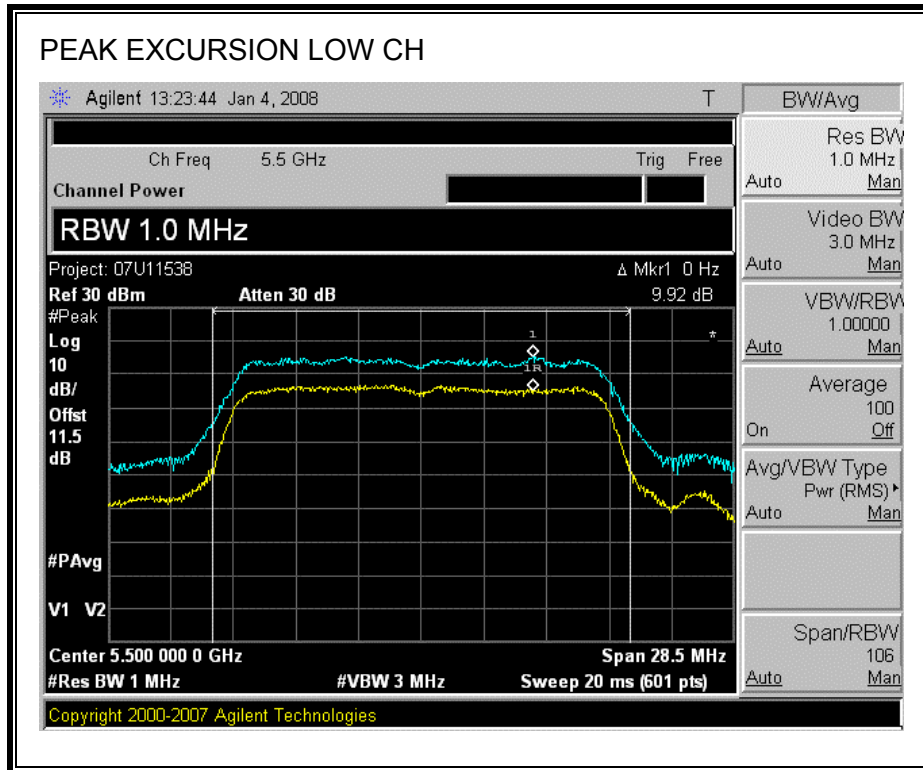 PEAK EXCURSION LOW CH
Agilent 13:23:44 Jan 4, 2008 T
BW/Avg
Ch Freq 5.5 GHz Trig Free
Channel Power
RBW 1.0 MHz
Project: 07U11538 Δ Mkr1 0 Hz
Ref 30 dBm Atten 30 dB 9.92 dB
#Peak
Log
10
dB/
Offst
11.5
dB
1
*
1R
#PAvg
V1 V2
Center 5.500 000 0 GHz Span 28.5 MHz
#Res BW 1 MHz #VBW 3 MHz Sweep 20 ms (601 pts)
Copyright 2000-2007 Agilent Technologies
Res BW
1.0 MHz
Auto Man
Video BW
3.0 MHz
Auto Man
VBW/RBW
1.00000
Auto Man
Average
100
On Off
Avg/VBW Type
Pwr (RMS)
Auto Man
Span/RBW
106
Auto Man